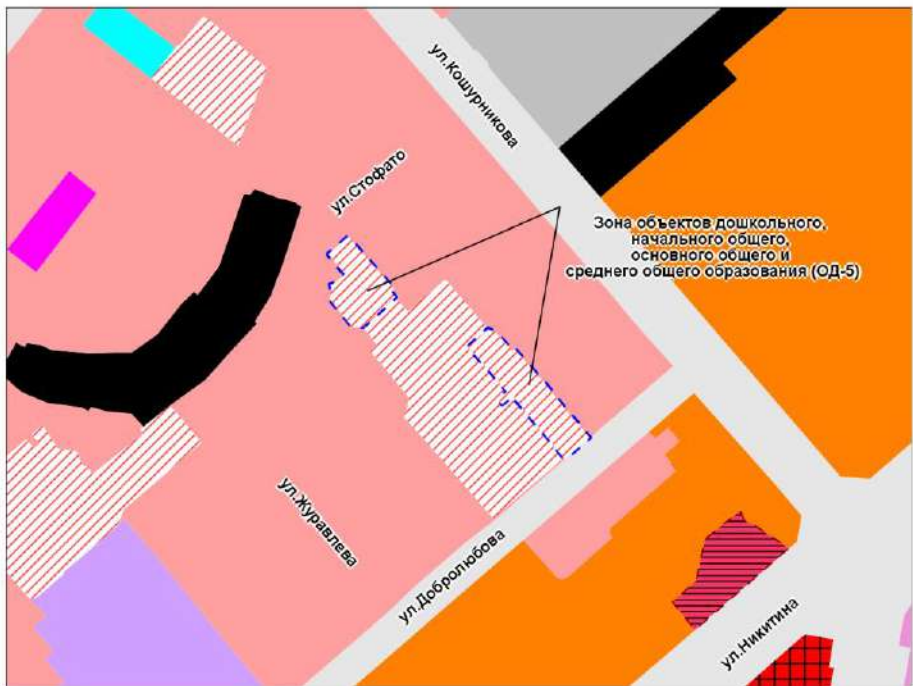 ул.Кошурникова
ул.Стофато
Зона объектов дошкольного,
начального общего,
основного общего и
среднего общего образования (ОД-5)
ул.Журавлева
ул.Добролюбова
ул.Никитина